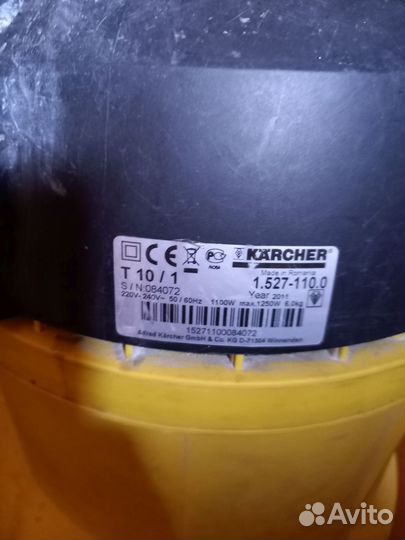 KÄRCHER
T 10 / 1
Made in Romania
1.527-110.0
S / N:084072
Year 2011
220V- 240V~ 50 / 60Hz 1100W max.1250W 6.0kg
15271100084072
Alfred Kärcher GmbH & Co. KG D-71364 Winnenden
Avito